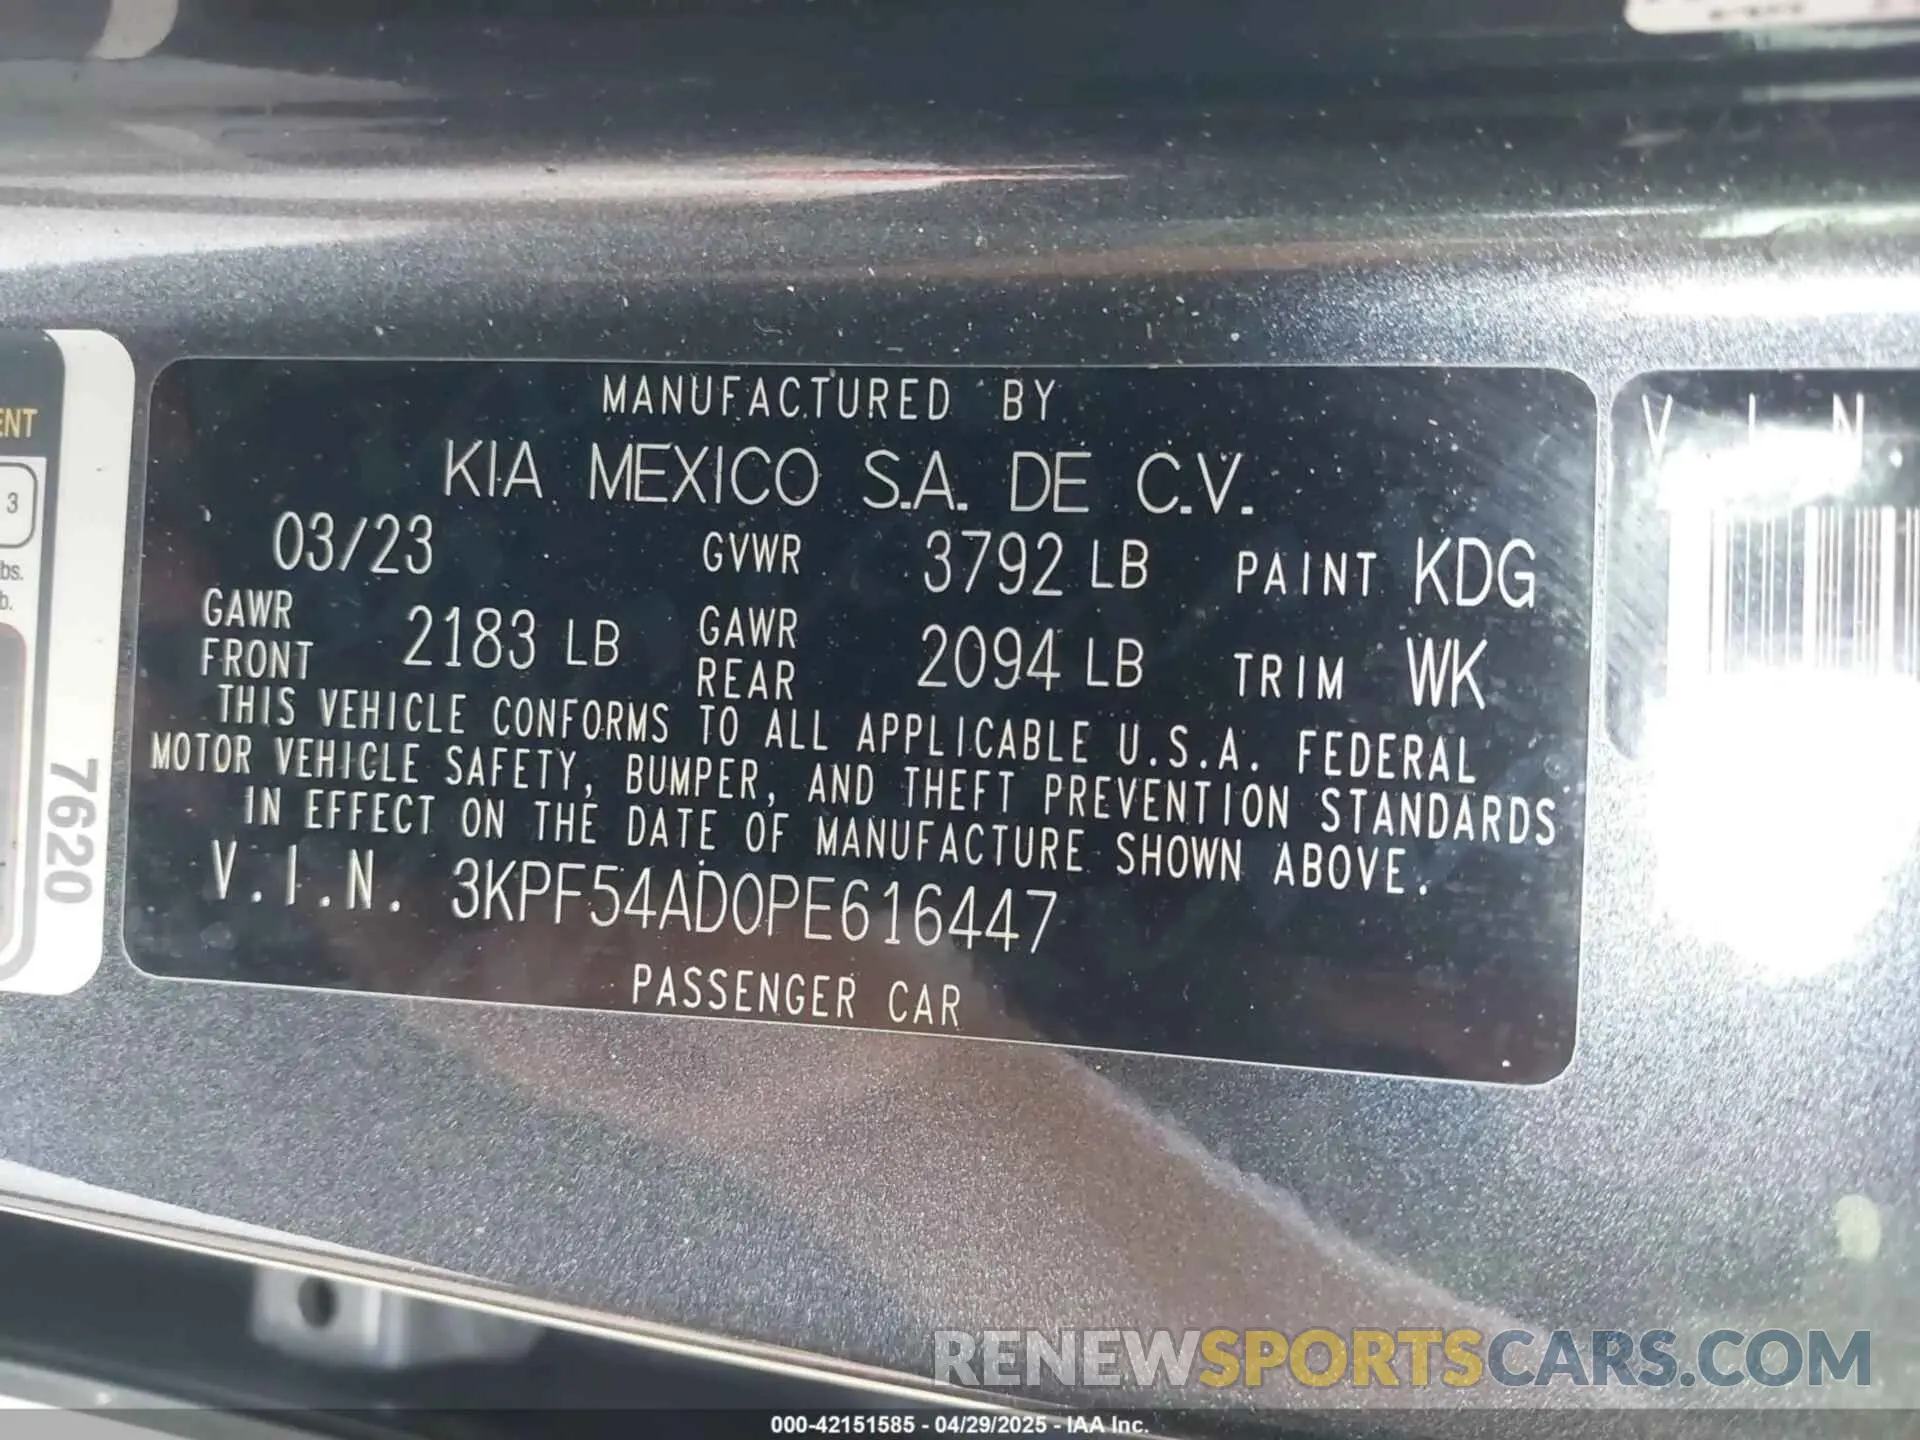 MANUFACTURED BY
KIA MEXICO S.A. DE C.V.
03/23 GVWR 3792 LB PAINT KDG
GAWR FRONT 2183 LB GAWR REAR 2094 LB TRIM WK
THIS VEHICLE CONFORMS TO ALL APPLICABLE U.S.A. FEDERAL
MOTOR VEHICLE SAFETY, BUMPER, AND THEFT PREVENTION STANDARDS
IN EFFECT ON THE DATE OF MANUFACTURE SHOWN ABOVE.
V.I.N. 3KPF54AD0PE616447
PASSENGER CAR
3
7620
V I N
RENEWSPORTSCARS.COM
000-42151585 - 04/29/2025 - IAA Inc.